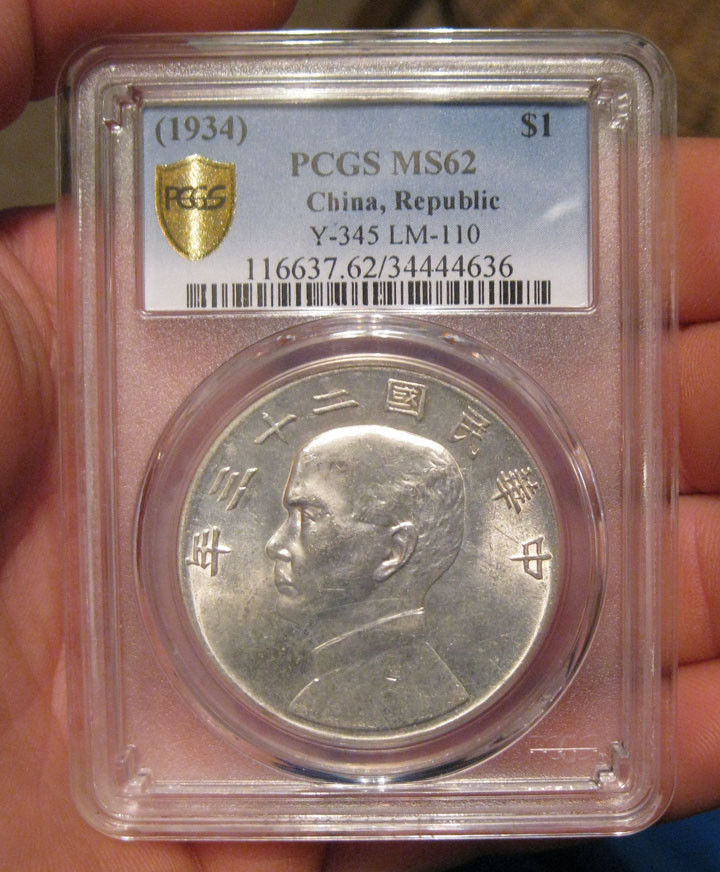 (1934) $1
PCGS MS62
PCGS
China, Republic
Y-345 LM-110
116637.62/34444636
中華民國二十三年